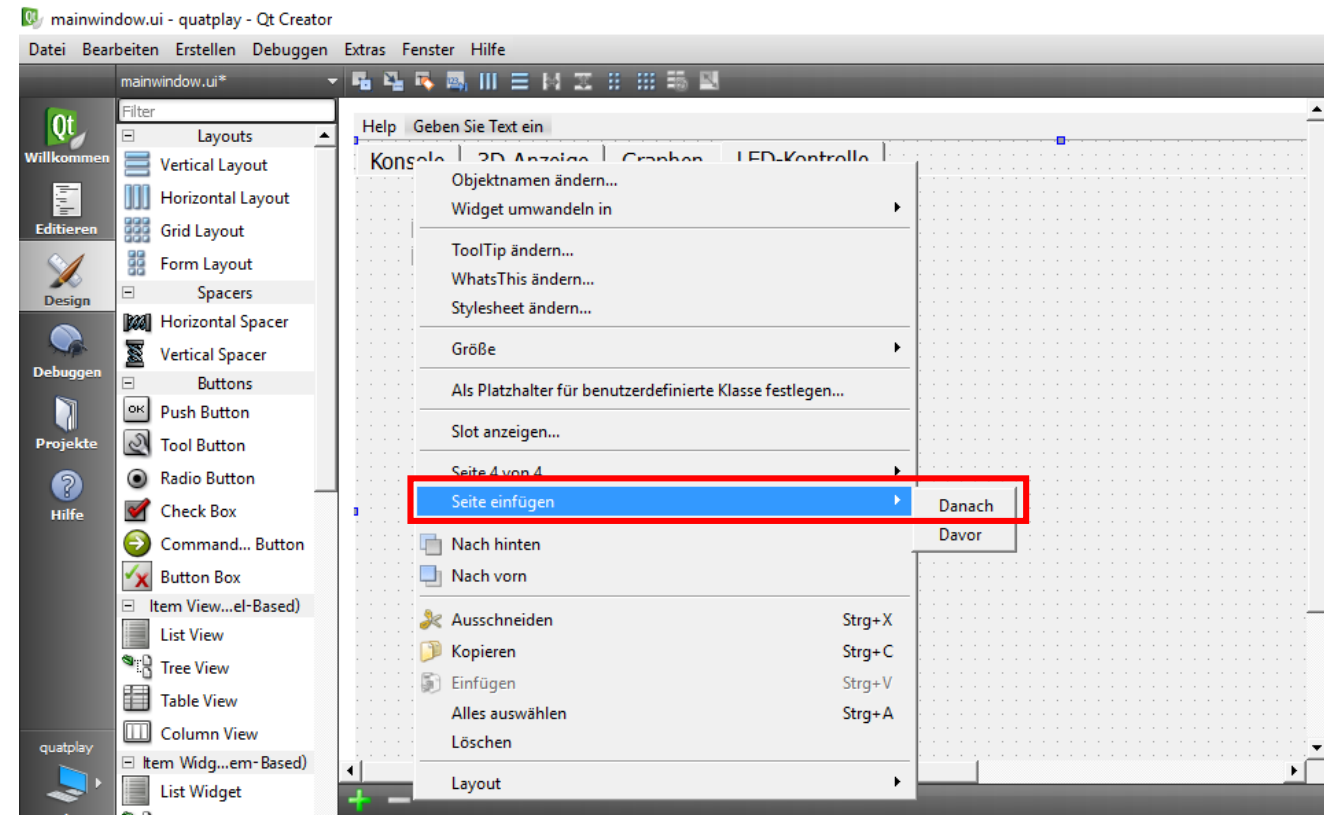 mainwindow.ui - quatplay - Qt Creator
Datei Bearbeiten Erstellen Debuggen Extras Fenster Hilfe
mainwindow.ui*
Filter
Qt
Willkommen
Editieren
Design
Debuggen
Projekte
Hilfe
quatplay
Layouts
Vertical Layout
Horizontal Layout
Grid Layout
Form Layout
Spacers
Horizontal Spacer
Vertical Spacer
Buttons
OK Push Button
Tool Button
Radio Button
Check Box
Command... Button
Button Box
Item View...el-Based)
List View
Tree View
Table View
Column View
Item Widg...em-Based)
List Widget
Help Geben Sie Text ein
Konsole 3D Anzeige Graphen LED-Kontrolle
Objektnamen ändern...
Widget umwandeln in
ToolTip ändern...
WhatsThis ändern...
Stylesheet ändern...
Größe
Als Platzhalter für benutzerdefinierte Klasse festlegen...
Slot anzeigen...
Seite 4 von 4
Seite einfügen
Danach
Davor
Nach hinten
Nach vorn
Ausschneiden Strg+X
Kopieren Strg+C
Einfügen Strg+V
Alles auswählen Strg+A
Löschen
Layout